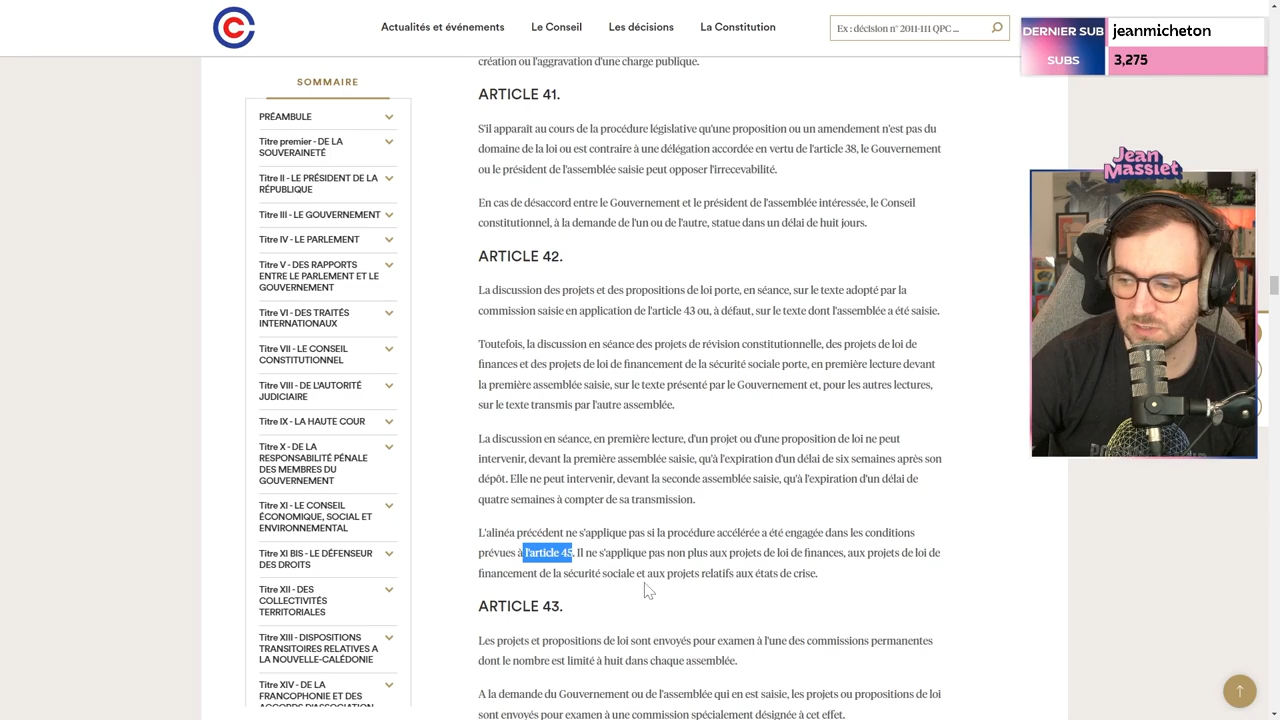 Actualités et événements
Le Conseil
Les décisions
La Constitution
Ex : décision n° 2011-111 QPC ...
DERNIER SUB
jeanmicheton
SUBS
3,275
Jean
Massiet
SOMMAIRE
PRÉAMBULE
Titre premier - DE LA
SOUVERAINETÉ
Titre II - LE PRÉSIDENT DE LA
RÉPUBLIQUE
Titre III - LE GOUVERNEMENT
Titre IV - LE PARLEMENT
Titre V - DES RAPPORTS
ENTRE LE PARLEMENT ET LE
GOUVERNEMENT
Titre VI - DES TRAITÉS
INTERNATIONAUX
Titre VII - LE CONSEIL
CONSTITUTIONNEL
Titre VIII - DE L'AUTORITÉ
JUDICIAIRE
Titre IX - LA HAUTE COUR
Titre X - DE LA
RESPONSABILITÉ PÉNALE
DES MEMBRES DU
GOUVERNEMENT
Titre XI - LE CONSEIL
ÉCONOMIQUE, SOCIAL ET
ENVIRONNEMENTAL
Titre XI BIS - LE DÉFENSEUR
DES DROITS
Titre XII - DES
COLLECTIVITÉS
TERRITORIALES
Titre XIII - DISPOSITIONS
TRANSITOIRES RELATIVES A
LA NOUVELLE-CALÉDONIE
Titre XIV - DE LA
FRANCOPHONIE ET DES
ACCORDS D'ASSOCIATION
création ou l'aggravation d'une charge publique.
ARTICLE 41.
S'il apparaît au cours de la procédure législative qu'une proposition ou un amendement n'est pas du
domaine de la loi ou est contraire à une délégation accordée en vertu de l'article 38, le Gouvernement
ou le président de l'assemblée saisie peut opposer l'irrecevabilité.
En cas de désaccord entre le Gouvernement et le président de l'assemblée intéressée, le Conseil
constitutionnel, à la demande de l'un ou de l'autre, statue dans un délai de huit jours.
ARTICLE 42.
La discussion des projets et des propositions de loi porte, en séance, sur le texte adopté par la
commission saisie en application de l'article 43 ou, à défaut, sur le texte dont l'assemblée a été saisie.
Toutefois, la discussion en séance des projets de révision constitutionnelle, des projets de loi de
finances et des projets de loi de financement de la sécurité sociale porte, en première lecture devant
la première assemblée saisie, sur le texte présenté par le Gouvernement et, pour les autres lectures,
sur le texte transmis par l'autre assemblée.
La discussion en séance, en première lecture, d'un projet ou d'une proposition de loi ne peut
intervenir, devant la première assemblée saisie, qu'à l'expiration d'un délai de six semaines après son
dépôt. Elle ne peut intervenir, devant la seconde assemblée saisie, qu'à l'expiration d'un délai de
quatre semaines à compter de sa transmission.
L'alinéa précédent ne s'applique pas si la procédure accélérée a été engagée dans les conditions
prévues à l'article 45. Il ne s'applique pas non plus aux projets de loi de finances, aux projets de loi de
financement de la sécurité sociale et aux projets relatifs aux états de crise.
ARTICLE 43.
Les projets et propositions de loi sont envoyés pour examen à l'une des commissions permanentes
dont le nombre est limité à huit dans chaque assemblée.
A la demande du Gouvernement ou de l'assemblée qui en est saisie, les projets ou propositions de loi
sont envoyés pour examen à une commission spécialement désignée à cet effet.